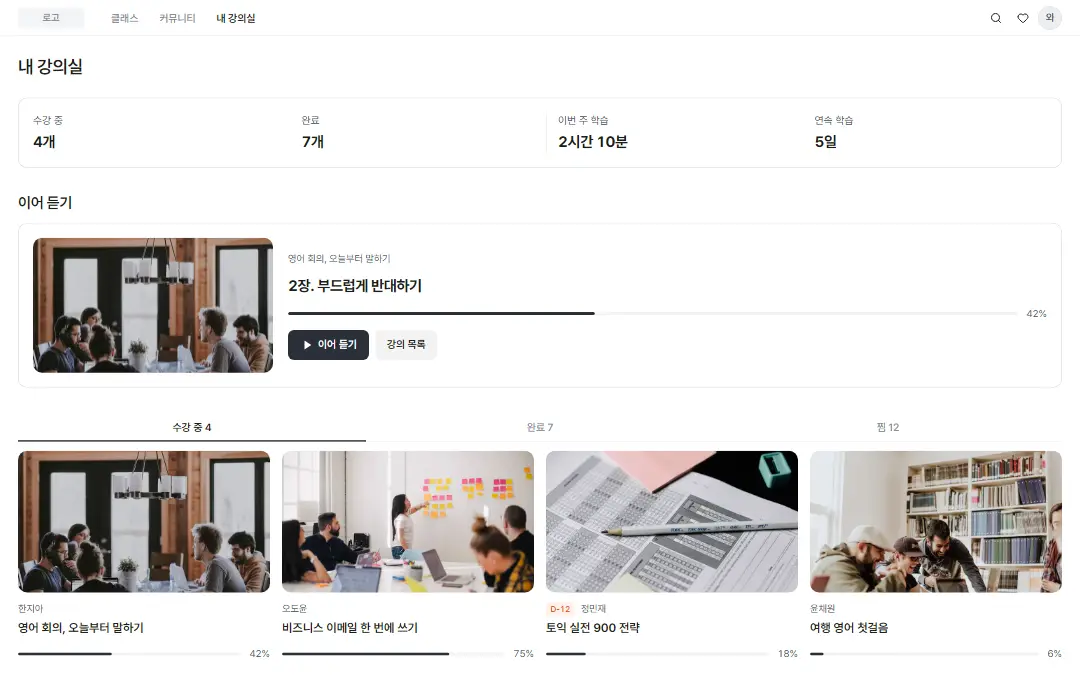 로고
클래스
커뮤니티
내 강의실
와
내 강의실
수강 중
4개
완료
7개
이번 주 학습
2시간 10분
연속 학습
5일
이어 듣기
영어 회의, 오늘부터 말하기
2장. 부드럽게 반대하기
42%
이어 듣기
강의 목록
수강 중 4
완료 7
찜 12
한지아
영어 회의, 오늘부터 말하기
42%
오도윤
비즈니스 이메일 한 번에 쓰기
75%
D-12 정민재
토익 실전 900 전략
18%
윤채원
여행 영어 첫걸음
6%